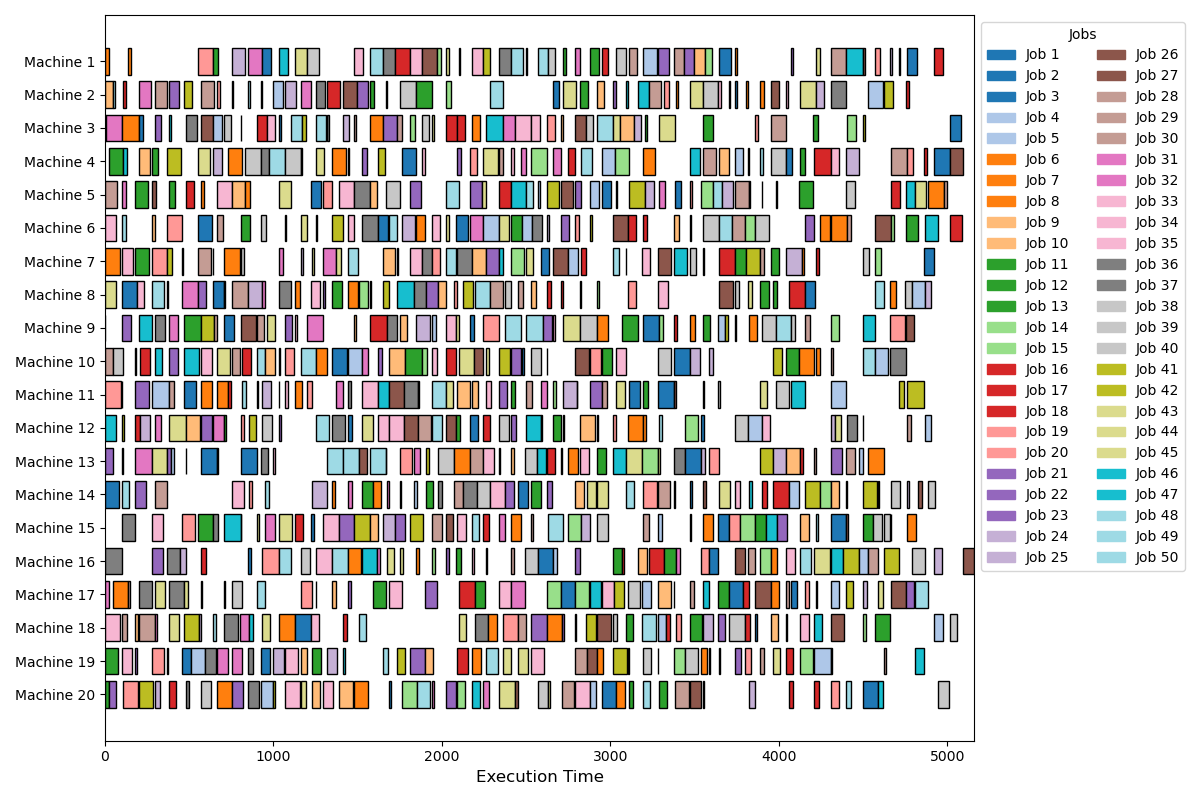 Machine 1
Machine 2
Machine 3
Machine 4
Machine 5
Machine 6
Machine 7
Machine 8
Machine 9
Machine 10
Machine 11
Machine 12
Machine 13
Machine 14
Machine 15
Machine 16
Machine 17
Machine 18
Machine 19
Machine 20
0 1000 2000 3000 4000 5000
Execution Time
Jobs
Job 1 Job 26
Job 2 Job 27
Job 3 Job 28
Job 4 Job 29
Job 5 Job 30
Job 6 Job 31
Job 7 Job 32
Job 8 Job 33
Job 9 Job 34
Job 10 Job 35
Job 11 Job 36
Job 12 Job 37
Job 13 Job 38
Job 14 Job 39
Job 15 Job 40
Job 16 Job 41
Job 17 Job 42
Job 18 Job 43
Job 19 Job 44
Job 20 Job 45
Job 21 Job 46
Job 22 Job 47
Job 23 Job 48
Job 24 Job 49
Job 25 Job 50